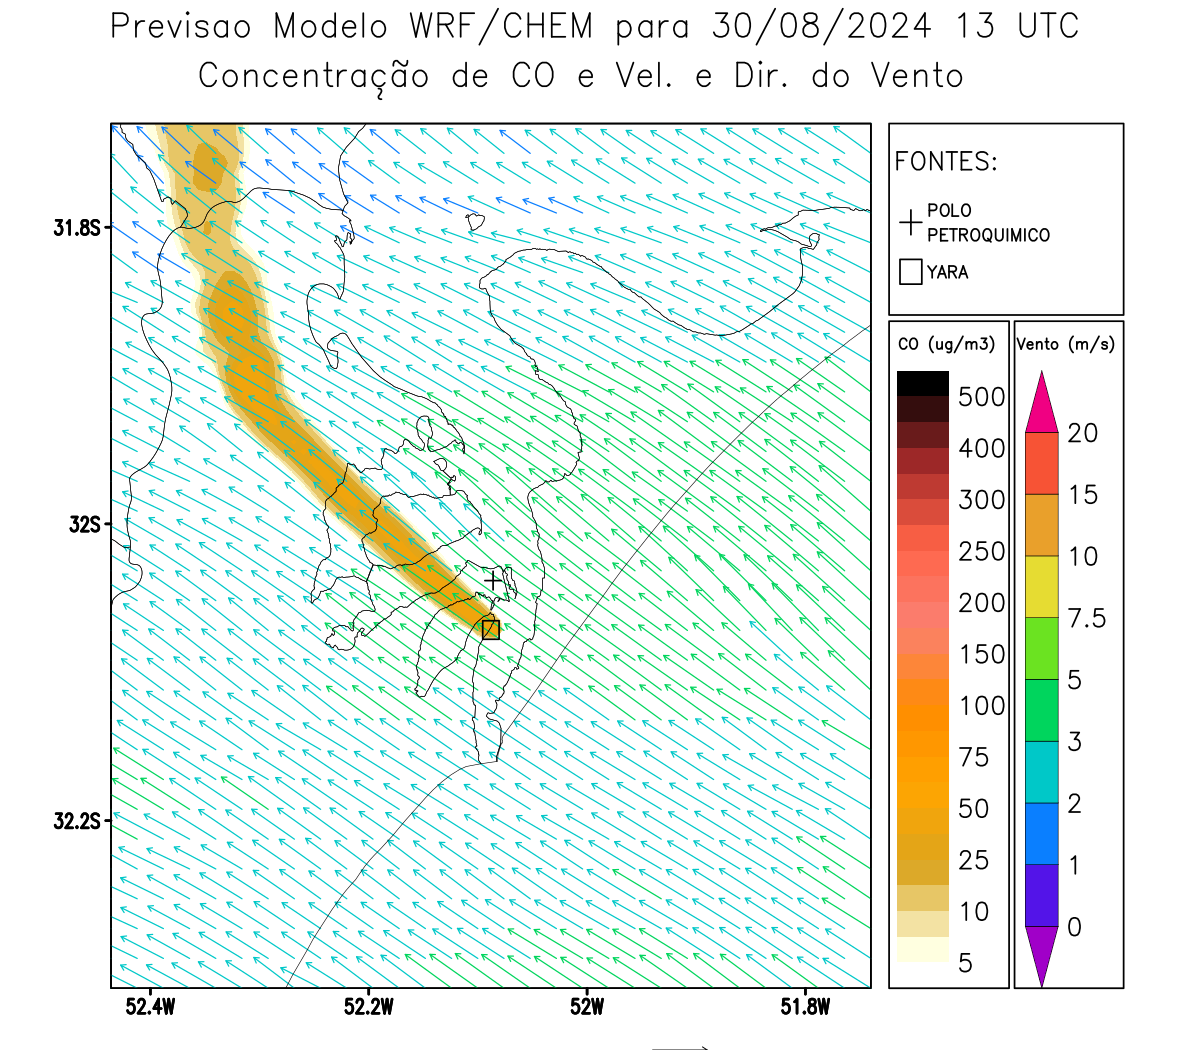 Previsao Modelo WRF/CHEM para 30/08/2024 13 UTC
Concentração de CO e Vel. e Dir. do Vento
FONTES:
POLO
PETROQUIMICO
YARA
CO (ug/m3)
500
400
300
250
200
150
100
75
50
25
10
5
Vento (m/s)
20
15
10
7.5
5
3
2
1
0
31.8S
32S
32.2S
52.4W
52.2W
52W
51.8W